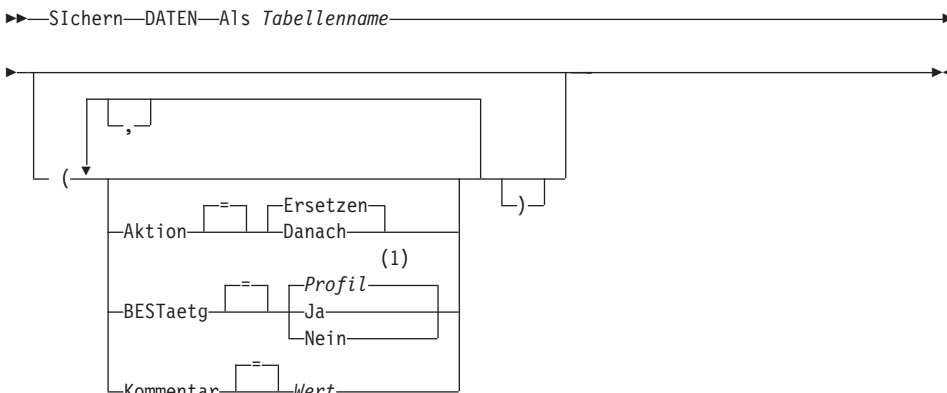 SIchern DATEN Als Tabellenname
,
(
)
=
Ersetzen
Aktion
Danach
(1)
=
Profil
BESTaetg
Ja
Nein
=
Kommentar Wert